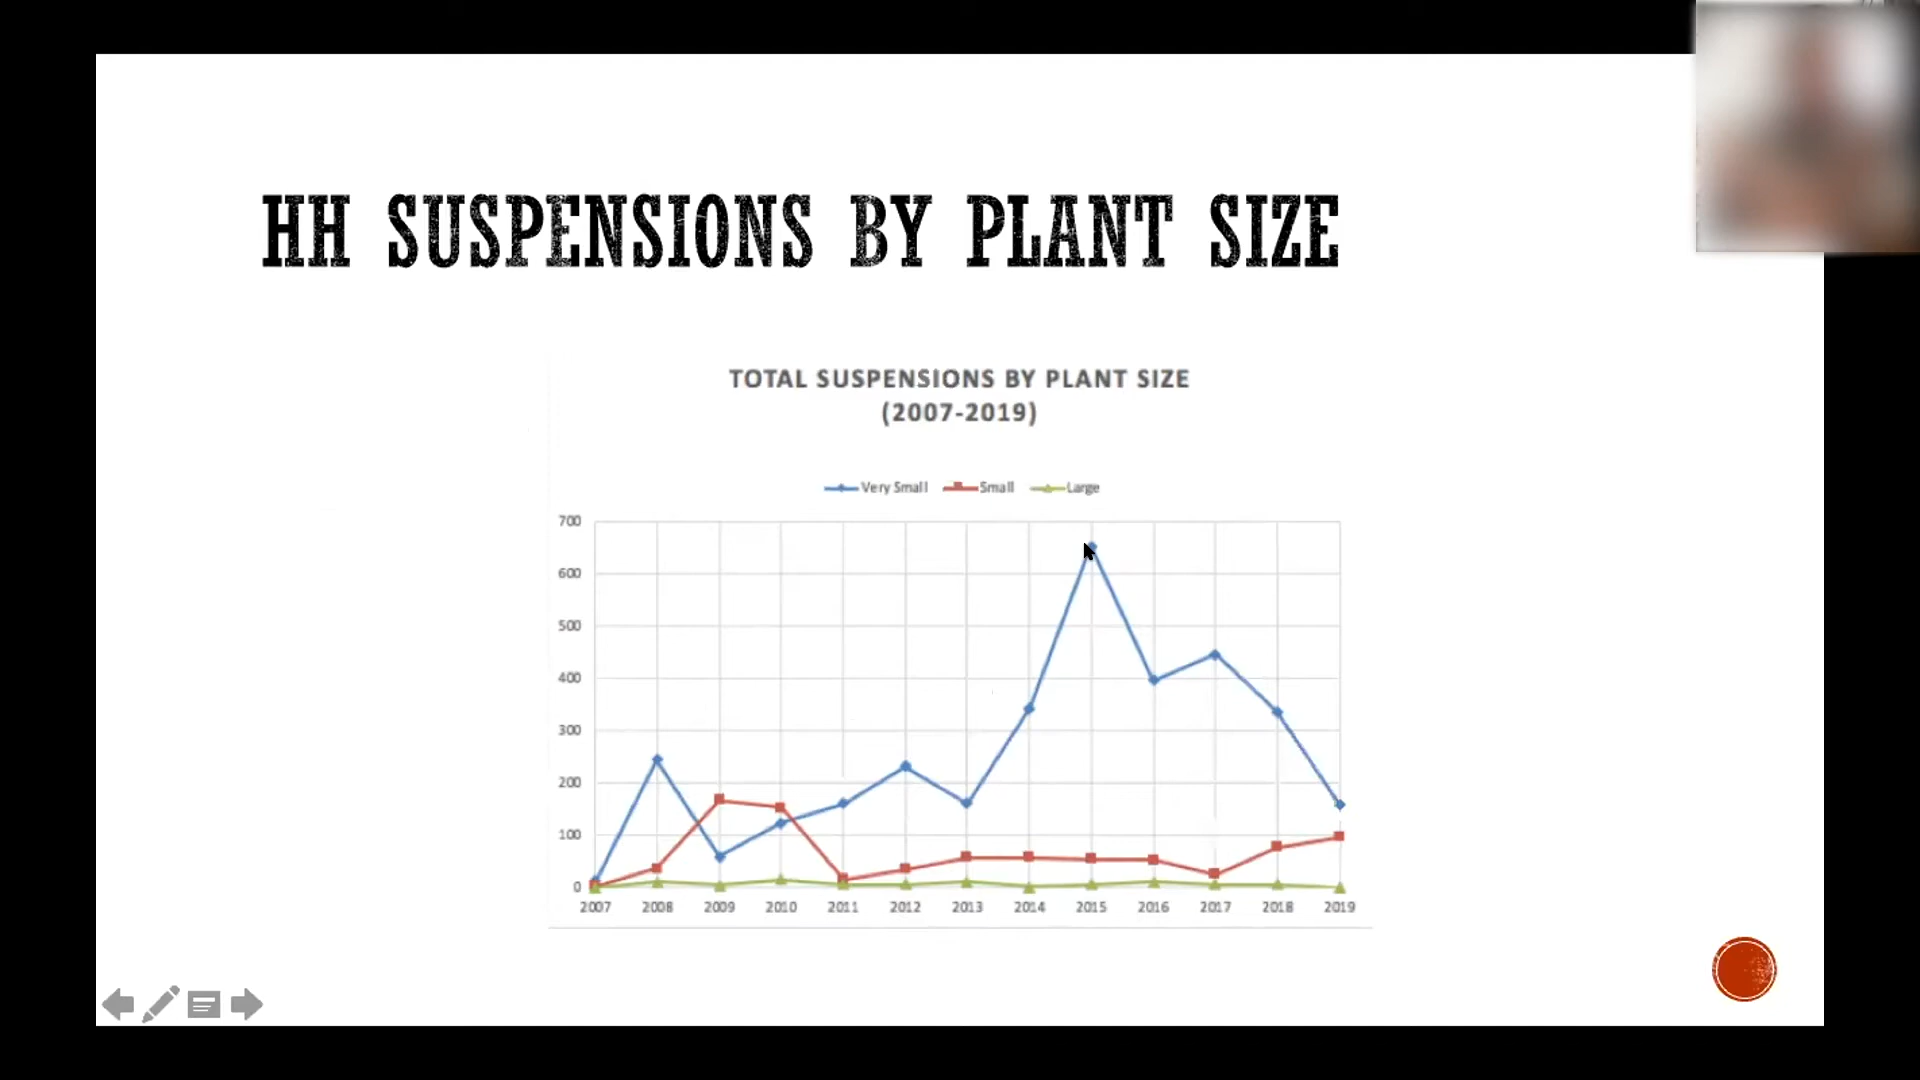 HH SUSPENSIONS BY PLANT SIZE
TOTAL SUSPENSIONS BY PLANT SIZE
(2007-2019)
Very Small Small Large
700
600
500
400
300
200
100
0
2007 2008 2009 2010 2011 2012 2013 2014 2015 2016 2017 2018 2019